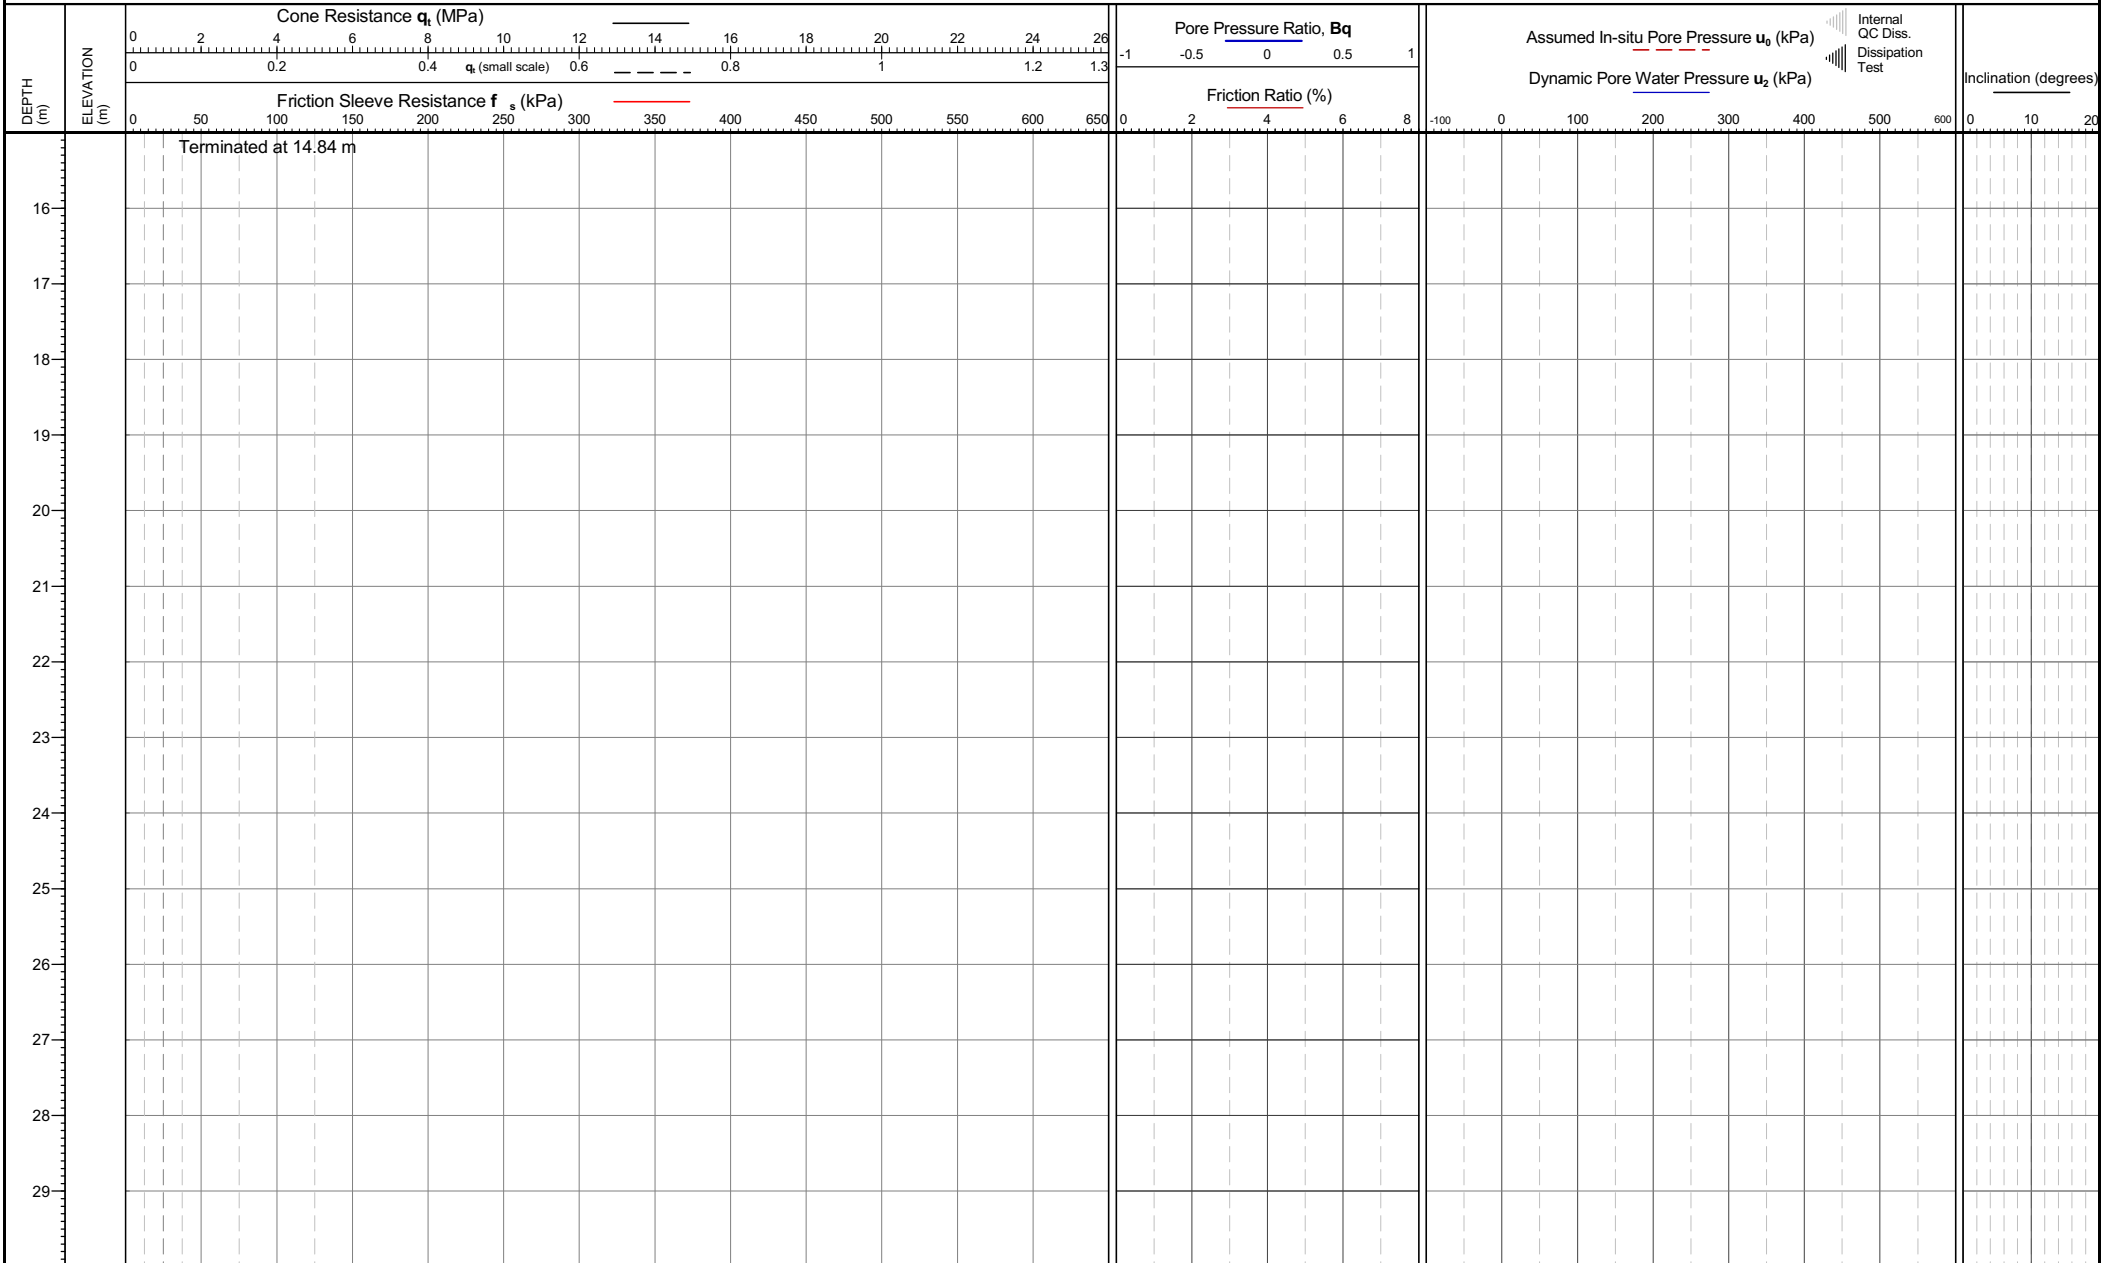 DEPTH
(m)
ELEVATION
(m)
Cone Resistance qt (MPa)
0 2 4 6 8 10 12 14 16 18 20 22 24 26
0 0.2 0.4 qt (small scale) 0.6 0.8 1 1.2 1.3
Friction Sleeve Resistance f s (kPa)
0 50 100 150 200 250 300 350 400 450 500 550 600 650
Pore Pressure Ratio, Bq
-1 -0.5 0 0.5 1
Friction Ratio (%)
0 2 4 6 8
Assumed In-situ Pore Pressure u0 (kPa)
Dynamic Pore Water Pressure u2 (kPa)
-100 0 100 200 300 400 500 600
Internal
QC Diss.
Dissipation
Test
Inclination (degrees)
0 10 20
Terminated at 14.84 m
16
17
18
19
20
21
22
23
24
25
26
27
28
29